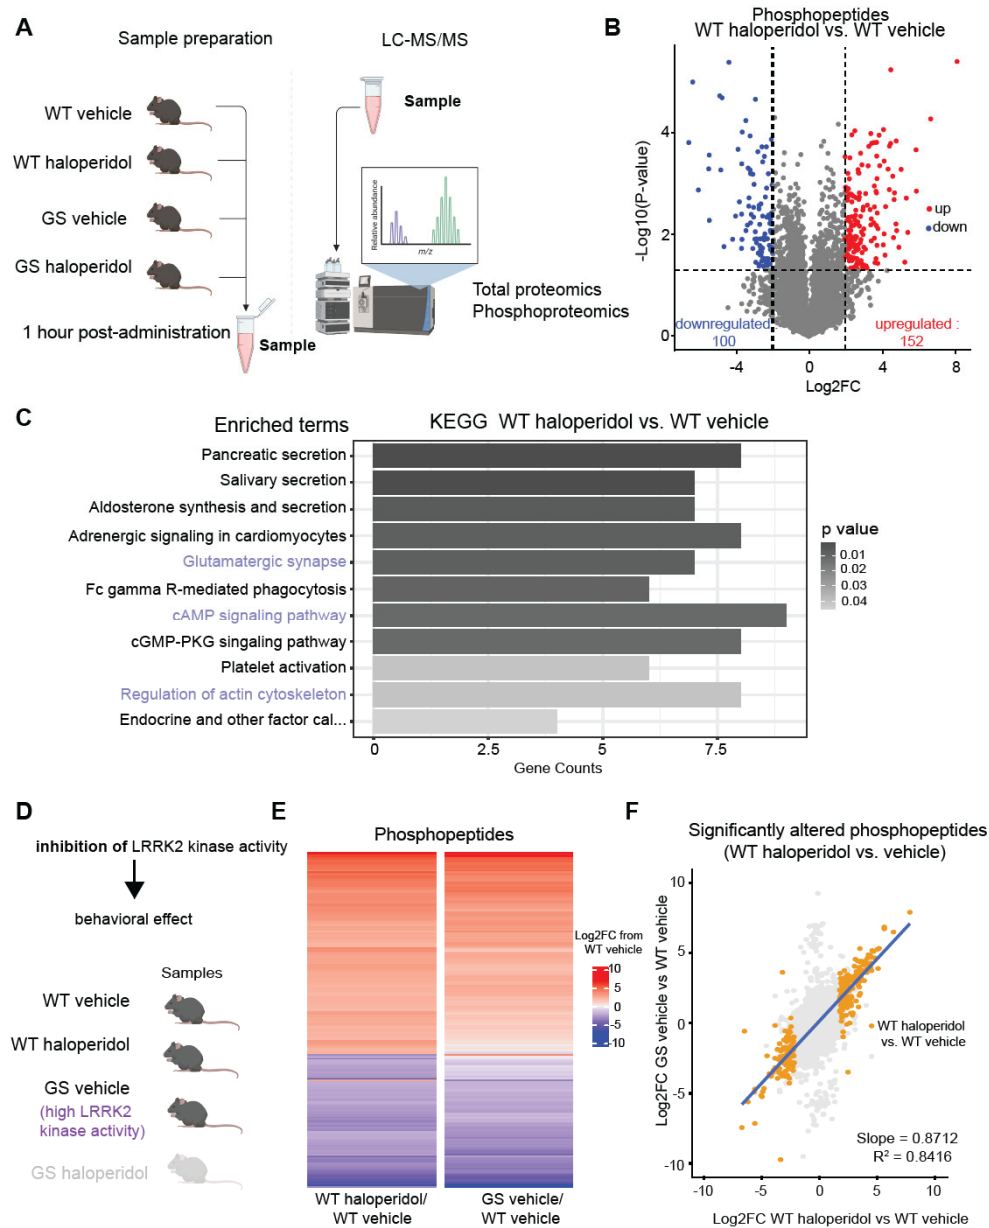 A
Sample preparation
LC-MS/MS
WT vehicle
WT haloperidol
GS vehicle
GS haloperidol
1 hour post-administration
Sample
Sample
Relative abundance
m/z
Total proteomics
Phosphoproteomics
B
Phosphopeptides
WT haloperidol vs. WT vehicle
-Log10(P-value)
4
2
0
up
down
downregulated
100
upregulated :
152
-4
0
4
8
Log2FC
C
Enriched terms
KEGG WT haloperidol vs. WT vehicle
Pancreatic secretion
Salivary secretion
Aldosterone synthesis and secretion
Adrenergic signaling in cardiomyocytes
Glutamatergic synapse
Fc gamma R-mediated phagocytosis
cAMP signaling pathway
cGMP-PKG singaling pathway
Platelet activation
Regulation of actin cytoskeleton
Endocrine and other factor cal...
0
2.5
5
7.5
Gene Counts
p value
0.01
0.02
0.03
0.04
D
inhibition of LRRK2 kinase activity
behavioral effect
Samples
WT vehicle
WT haloperidol
GS vehicle
(high LRRK2
kinase activity)
GS haloperidol
E
Phosphopeptides
Log2FC from
WT vehicle
10
5
0
-5
-10
WT haloperidol/
WT vehicle
GS vehicle/
WT vehicle
F
Significantly altered phosphopeptides
(WT haloperidol vs. vehicle)
Log2FC GS vehicle vs WT vehicle
10
5
0
-5
-10
WT haloperidol
vs. WT vehicle
Slope = 0.8712
R² = 0.8416
-10
-5
0
5
10
Log2FC WT haloperidol vs WT vehicle